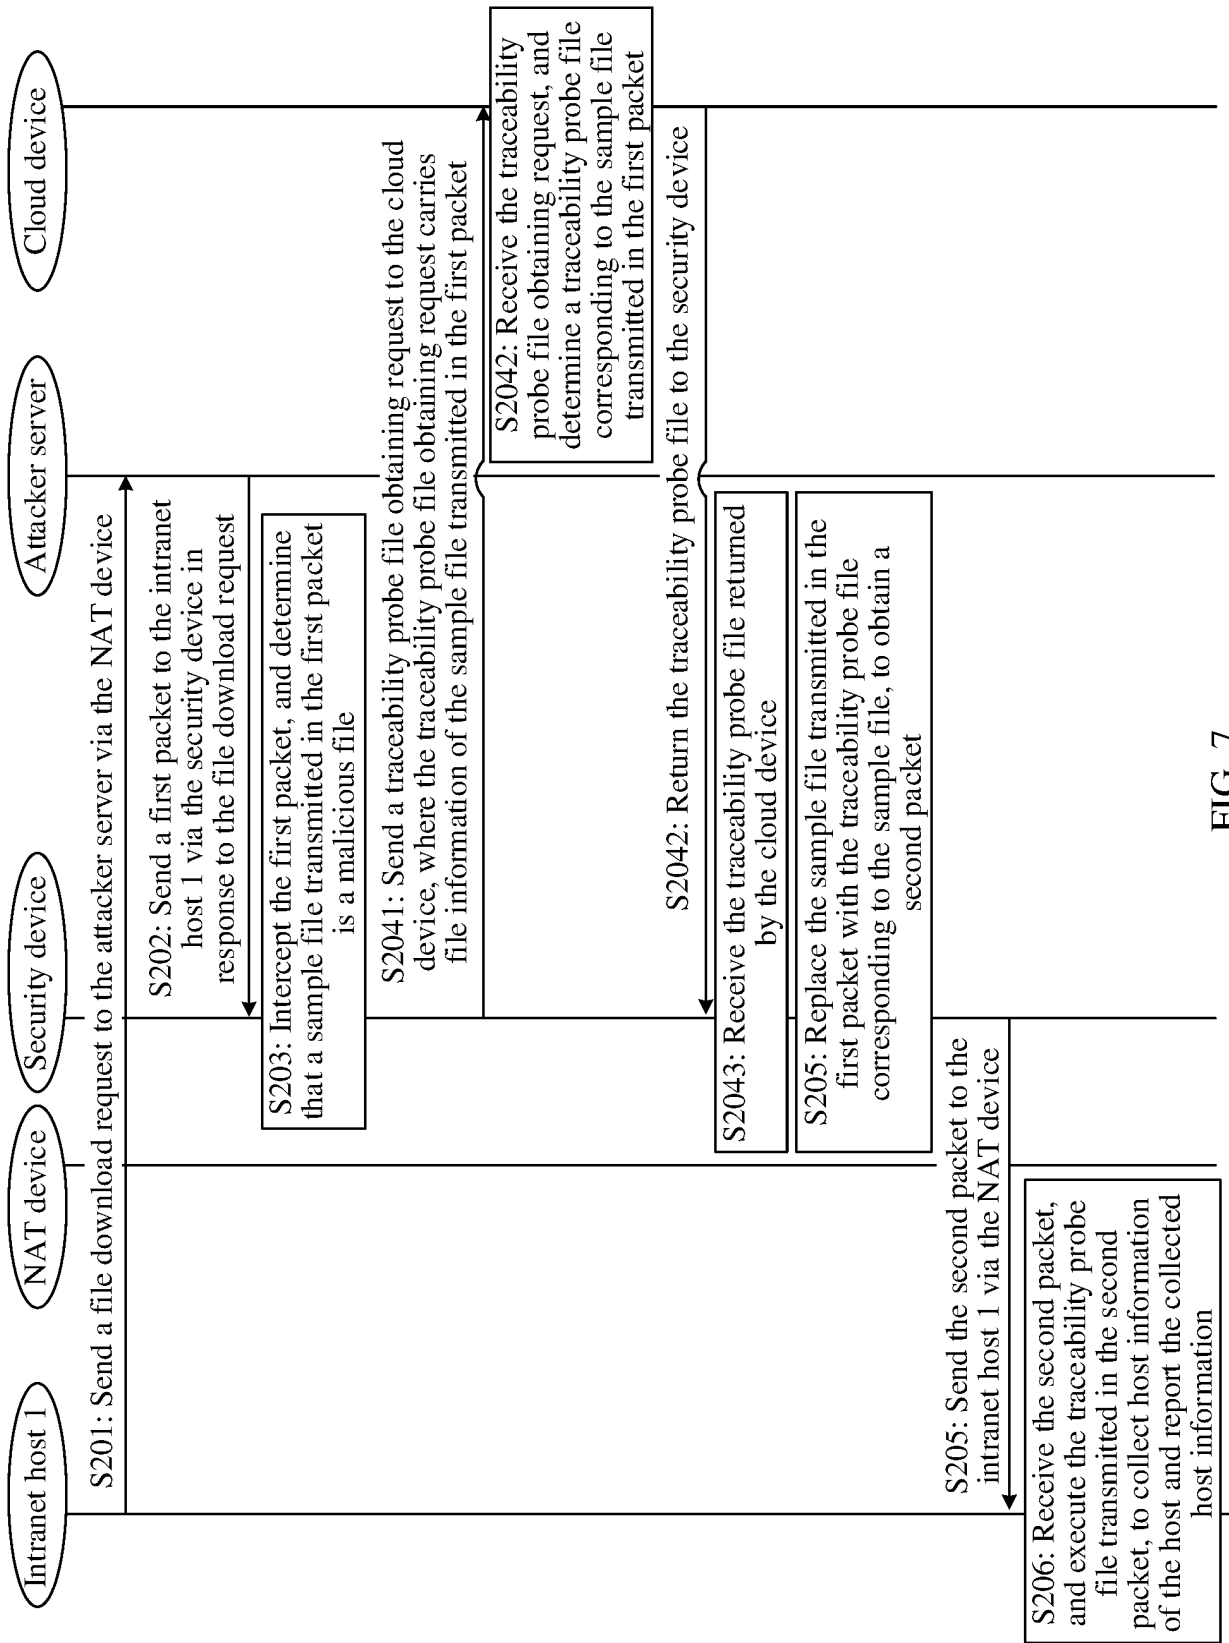 Intranet host 1
NAT device
Security device
Attacker server
Cloud device
S201: Send a file download request to the attacker server via the NAT device
S202: Send a first packet to the intranet
host 1 via the security device in
response to the file download request
S203: Intercept the first packet, and determine
that a sample file transmitted in the first packet
is a malicious file
S2041: Send a traceability probe file obtaining request to the cloud
device, where the traceability probe file obtaining request carries
file information of the sample file transmitted in the first packet
S2042: Receive the traceability
probe file obtaining request, and
determine a traceability probe file
corresponding to the sample file
transmitted in the first packet
S2042: Return the traceability probe file to the security device
S2043: Receive the traceability probe file returned
by the cloud device
S205: Replace the sample file transmitted in the
first packet with the traceability probe file
corresponding to the sample file, to obtain a
second packet
S205: Send the second packet to the
intranet host 1 via the NAT device
S206: Receive the second packet,
and execute the traceability probe
file transmitted in the second
packet, to collect host information
of the host and report the collected
host information
FIG. 7